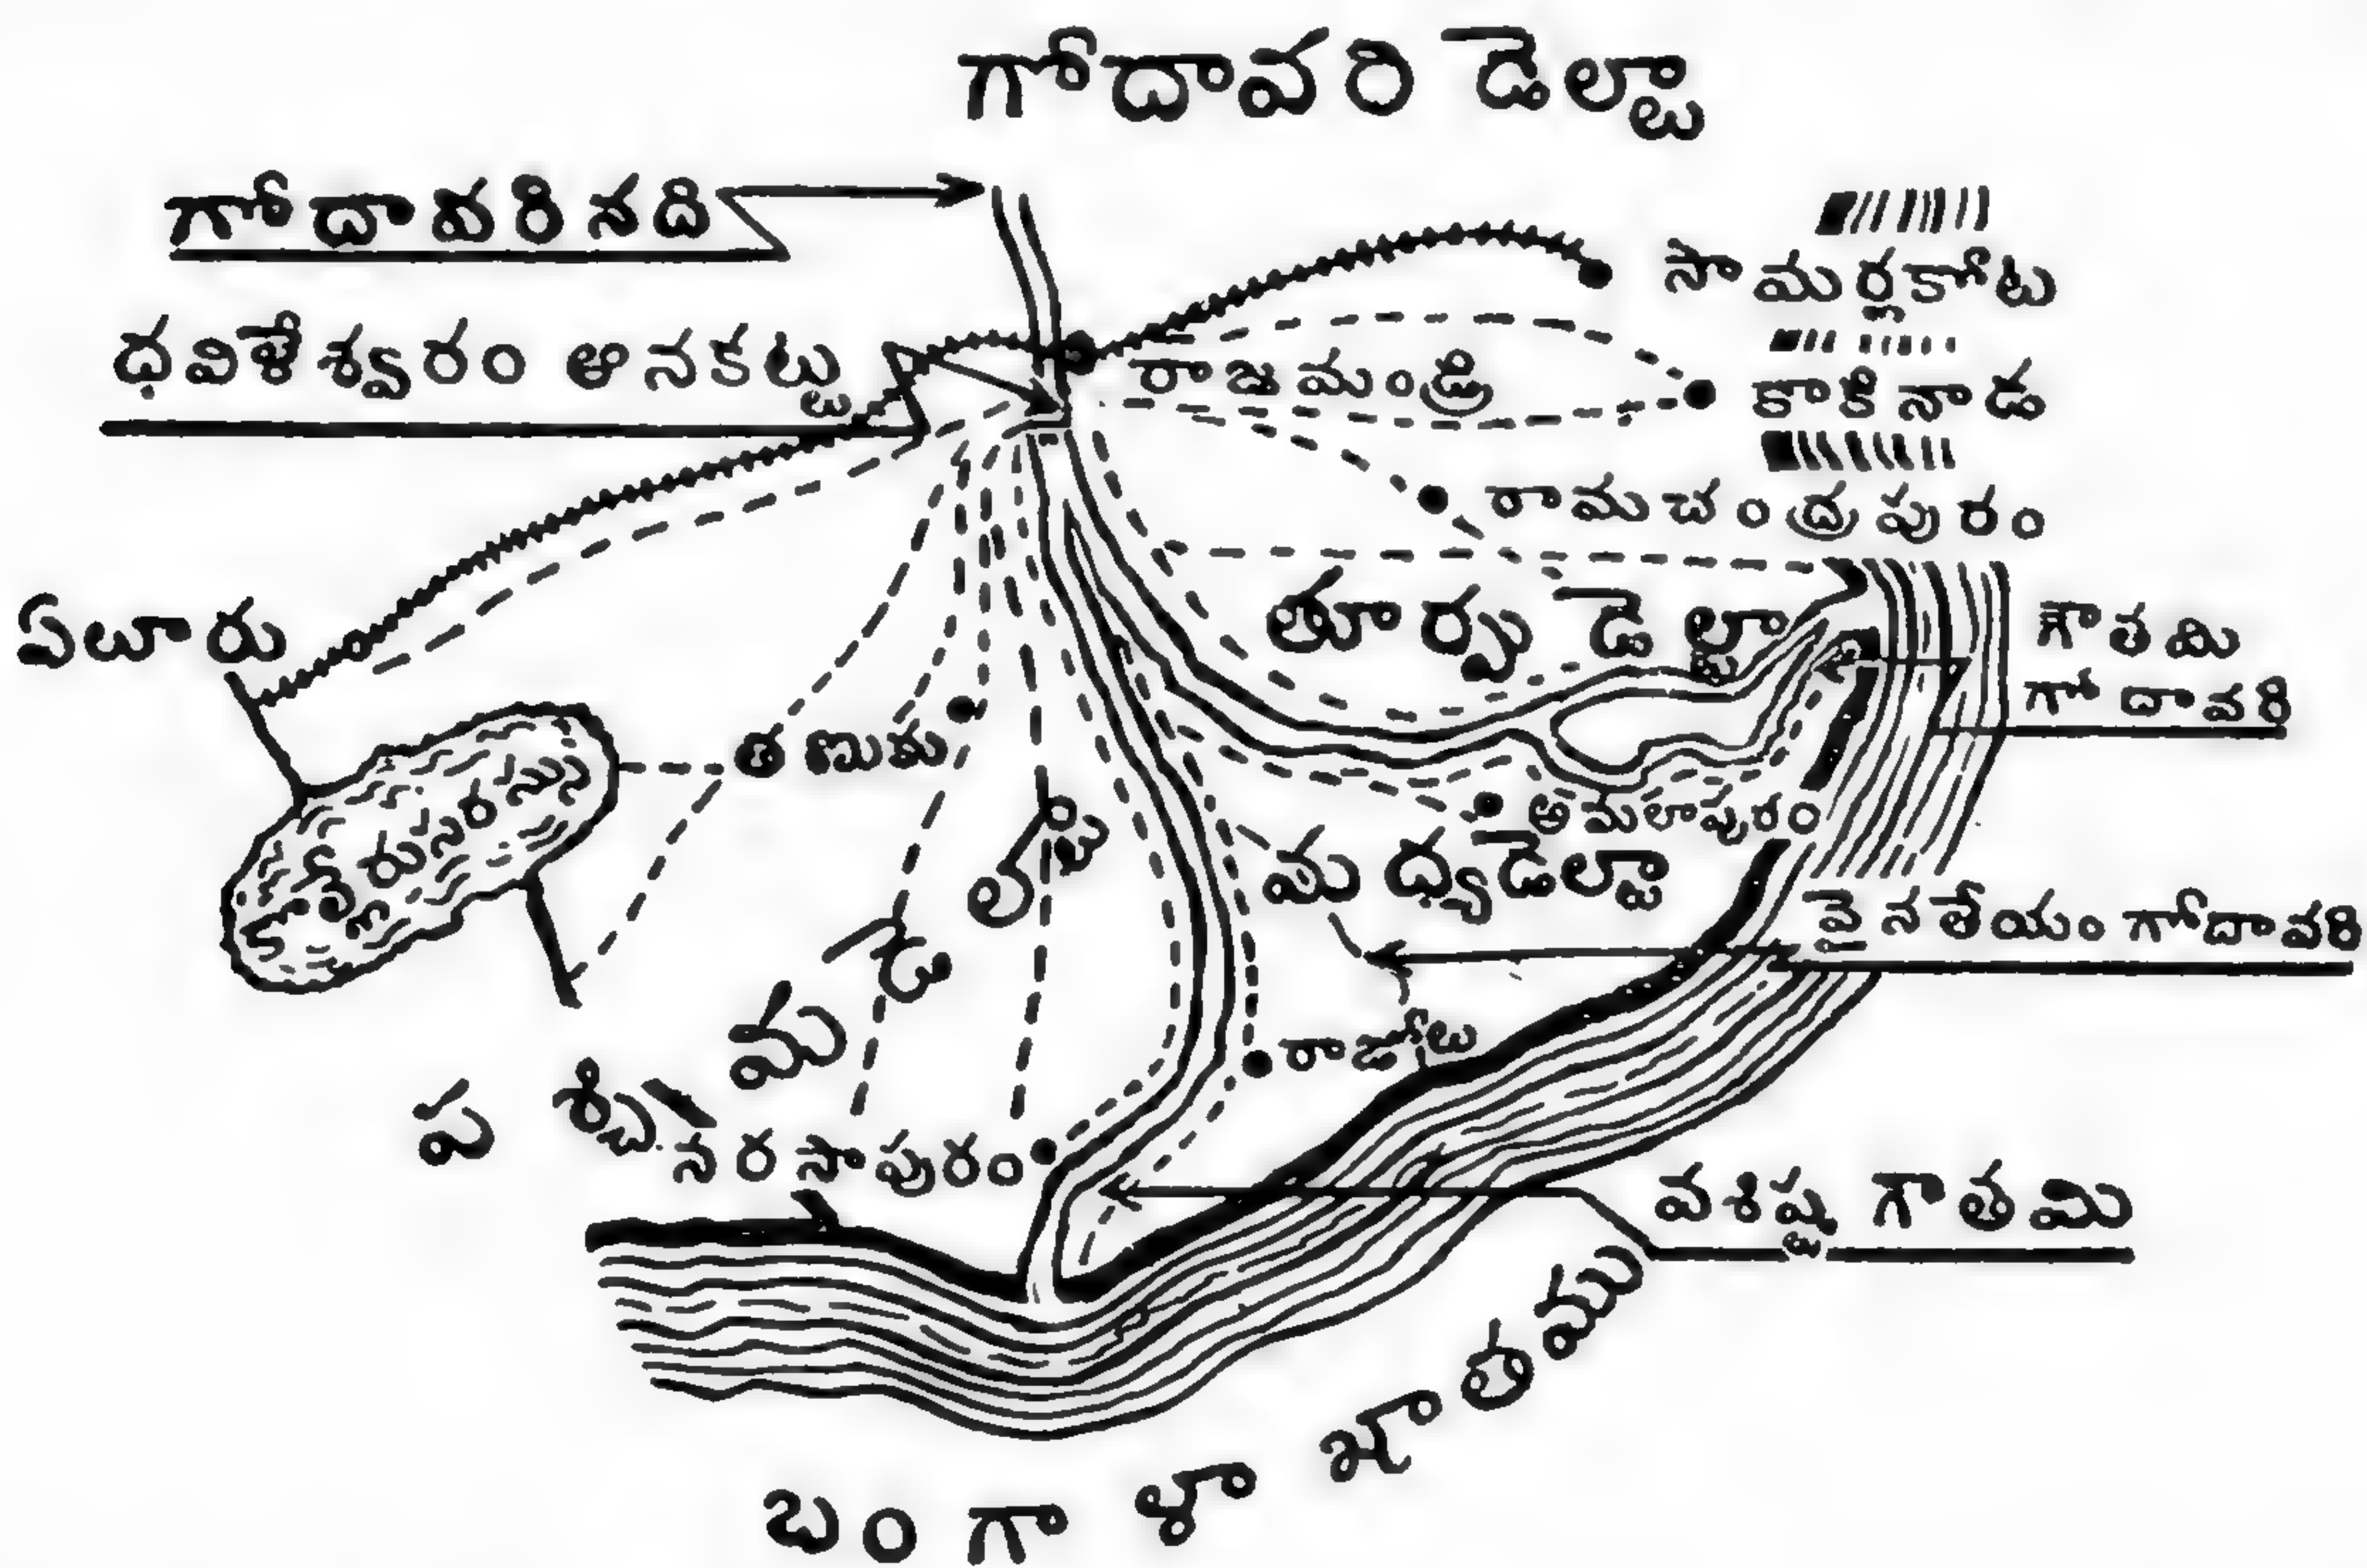 గోదావరి డెల్టా
గోదావరి నది
ధవిళేశ్వరం ఆనకట్టు
సామర్లకోట
రాజమండ్రి
కాకినాడ
రామచంద్రపురం
ఏలూరు
తూర్పు డెల్టా
గౌతమి
గోదావరి
తణుకు
కొల్లేరుసరస్సు
అమలాపురం
మధ్యడెల్టా
వైనతేయం గోదావరి
పశ్చిమ డెల్టా
రాజోలు
నరసాపురం
వశిష్ట గౌతమి
బంగాళాఖాతము